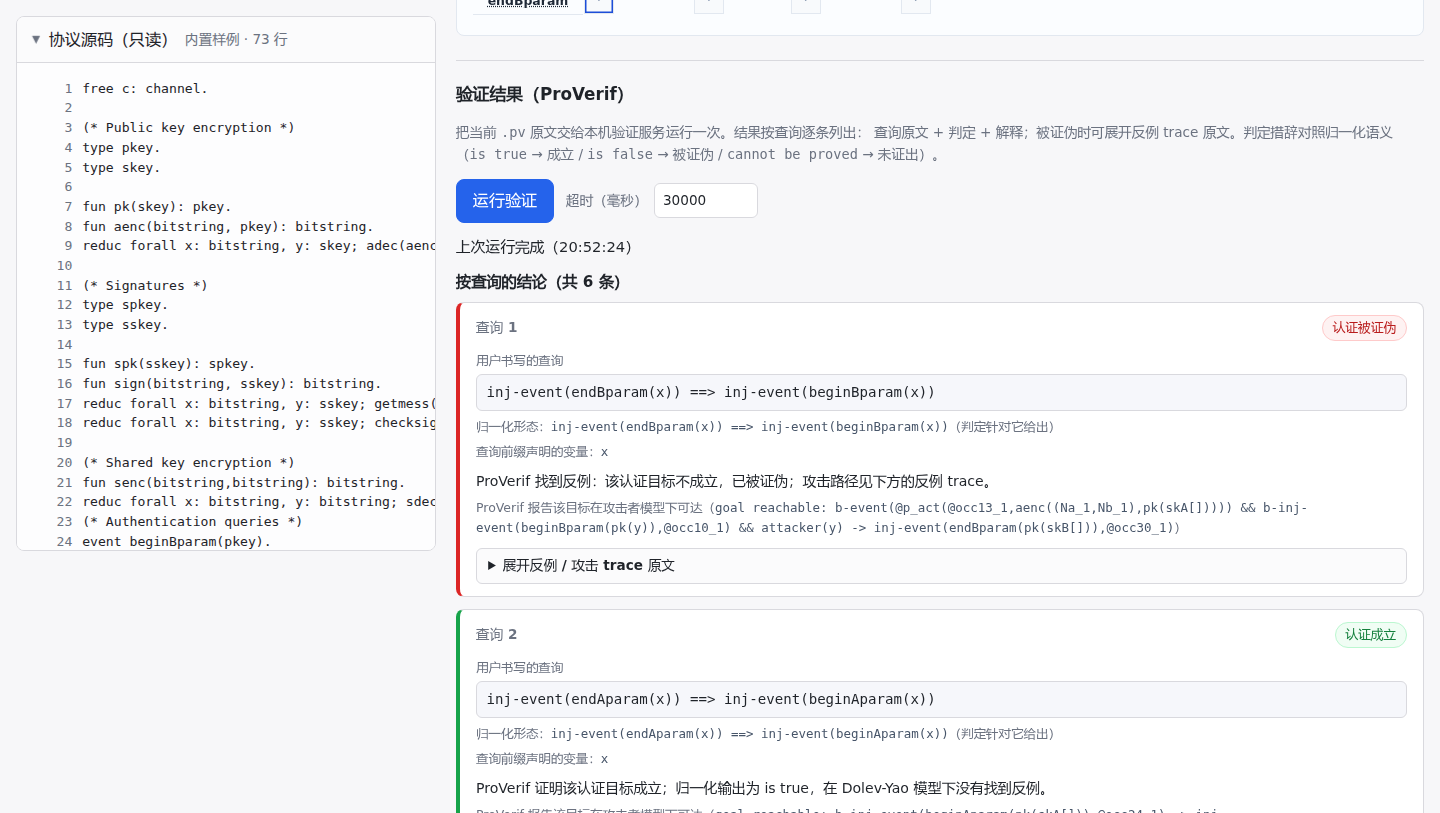 endBparam
▼ 协议源码（只读） 内置样例 · 73 行
1 free c: channel.
2
3 (* Public key encryption *)
4 type pkey.
5 type skey.
6
7 fun pk(skey): pkey.
8 fun aenc(bitstring, pkey): bitstring.
9 reduc forall x: bitstring, y: skey; adec(aenc
10
11 (* Signatures *)
12 type spkey.
13 type sskey.
14
15 fun spk(sskey): spkey.
16 fun sign(bitstring, sskey): bitstring.
17 reduc forall x: bitstring, y: sskey; getmess(
18 reduc forall x: bitstring, y: sskey; checksig
19
20 (* Shared key encryption *)
21 fun senc(bitstring,bitstring): bitstring.
22 reduc forall x: bitstring, y: bitstring; sdec
23 (* Authentication queries *)
24 event beginBparam(pkey).
验证结果（ProVerif）
把当前 .pv 原文交给本机验证服务运行一次。结果按查询逐条列出： 查询原文 + 判定 + 解释；被证伪时可展开反例 trace 原文。判定措辞对照归一化语义
（is true → 成立 / is false → 被证伪 / cannot be proved → 未证出）。
运行验证 超时（毫秒） 30000
上次运行完成（20:52:24）
按查询的结论（共 6 条）
查询 1 认证被证伪
用户书写的查询
inj-event(endBparam(x)) ==> inj-event(beginBparam(x))
归一化形态：inj-event(endBparam(x)) ==> inj-event(beginBparam(x))（判定针对它给出）
查询前缀声明的变量：x
ProVerif 找到反例：该认证目标不成立，已被证伪；攻击路径见下方的反例 trace。
ProVerif 报告该目标在攻击者模型下可达（goal reachable: b-event(@p_act(@occ13_1,aenc((Na_1,Nb_1),pk(skA[])))) && b-inj-
event(beginBparam(pk(y)),@occ10_1) && attacker(y) -> inj-event(endBparam(pk(skB[])),@occ30_1)）
▶ 展开反例 / 攻击 trace 原文
查询 2 认证成立
用户书写的查询
inj-event(endAparam(x)) ==> inj-event(beginAparam(x))
归一化形态：inj-event(endAparam(x)) ==> inj-event(beginAparam(x))（判定针对它给出）
查询前缀声明的变量：x
ProVerif 证明该认证目标成立；归一化输出为 is true，在 Dolev-Yao 模型下没有找到反例。